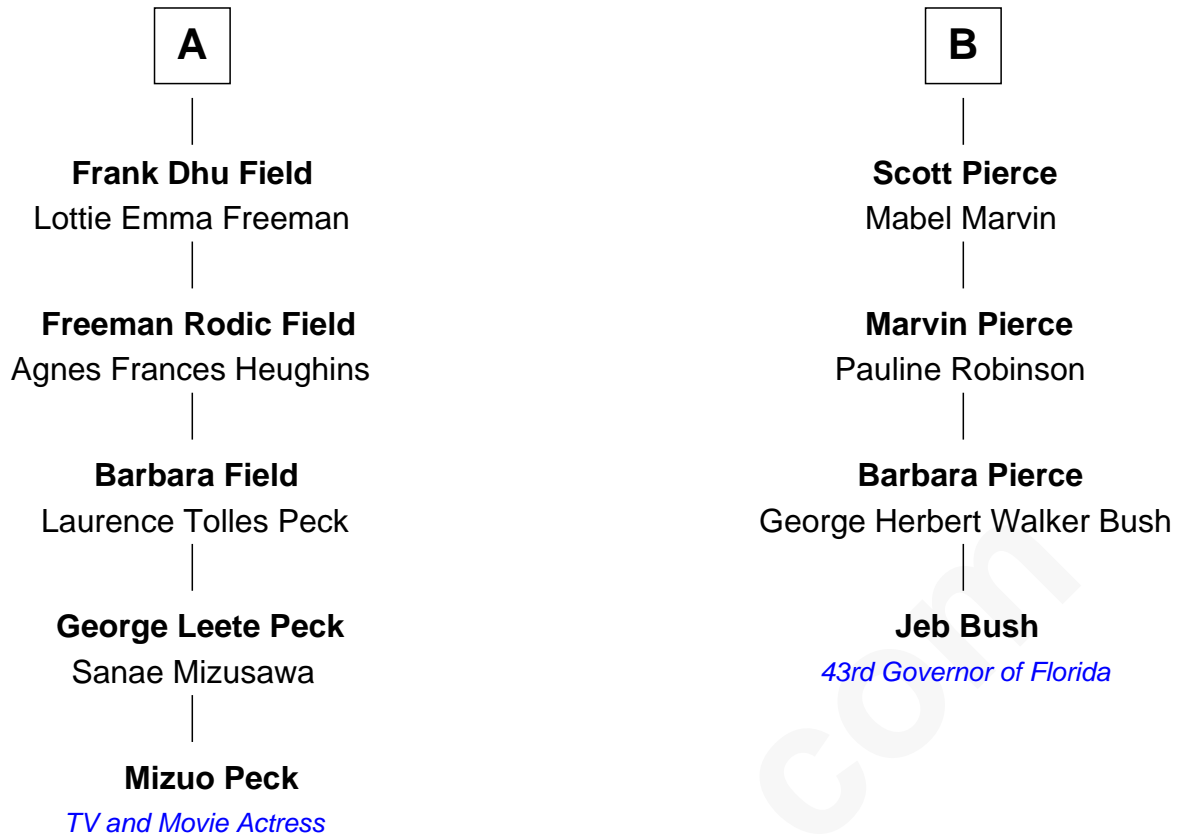 A
Frank Dhu Field
Lottie Emma Freeman
Freeman Rodic Field
Agnes Frances Heughins
Barbara Field
Laurence Tolles Peck
George Leete Peck
Sanae Mizusawa
Mizuo Peck
TV and Movie Actress
B
Scott Pierce
Mabel Marvin
Marvin Pierce
Pauline Robinson
Barbara Pierce
George Herbert Walker Bush
Jeb Bush
43rd Governor of Florida
com